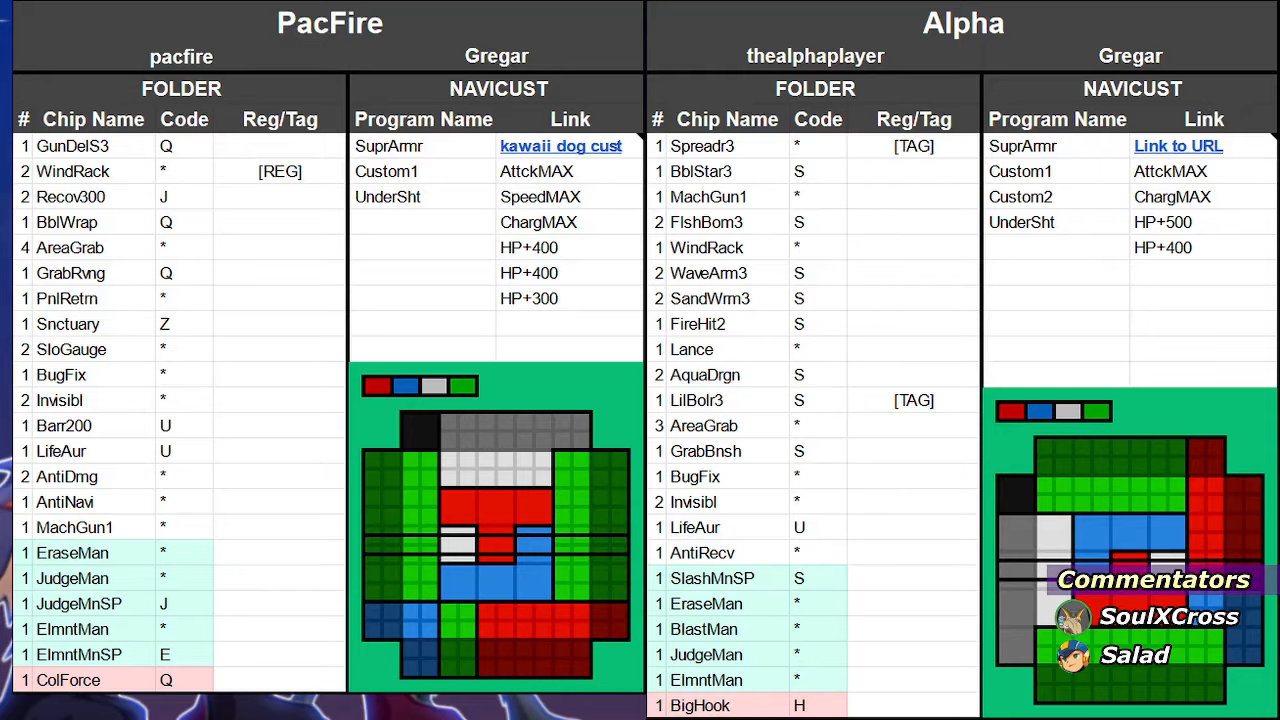 PacFire
pacfire Gregar
FOLDER NAVICUST
# Chip Name Code Reg/Tag Program Name Link
1 GunDelS3 Q SuprArmr kawaii dog cust
2 WindRack * [REG] Custom1 AttckMAX
2 Recov300 J UnderSht SpeedMAX
1 BblWrap Q ChargMAX
4 AreaGrab * HP+400
1 GrabRvng Q HP+400
1 PnlRetrn * HP+300
1 Snctuary Z
2 SloGauge *
1 BugFix *
2 Invisibl *
1 Barr200 U
1 LifeAur U
2 AntiDmg *
1 AntiNavi *
1 MachGun1 *
1 EraseMan *
1 JudgeMan *
1 JudgeMnSP J
1 ElmntMan *
1 ElmntMnSP E
1 ColForce Q
Alpha
thealphaplayer Gregar
FOLDER NAVICUST
# Chip Name Code Reg/Tag Program Name Link
1 Spreadr3 * [TAG] SuprArmr Link to URL
1 BblStar3 S Custom1 AttckMAX
1 MachGun1 * Custom2 ChargMAX
2 FlshBom3 S UnderSht HP+500
1 WindRack * HP+400
2 WaveArm3 S
2 SandWrm3 S
1 FireHit2 S
1 Lance *
2 AquaDrgn S
1 LilBolr3 S [TAG]
3 AreaGrab *
1 GrabBnsh S
1 BugFix *
2 Invisibl *
1 LifeAur U
1 AntiRecv *
1 SlashMnSP S
1 EraseMan *
1 BlastMan *
1 JudgeMan *
1 ElmntMan *
1 BigHook H
Commentators
SoulXCross
Salad